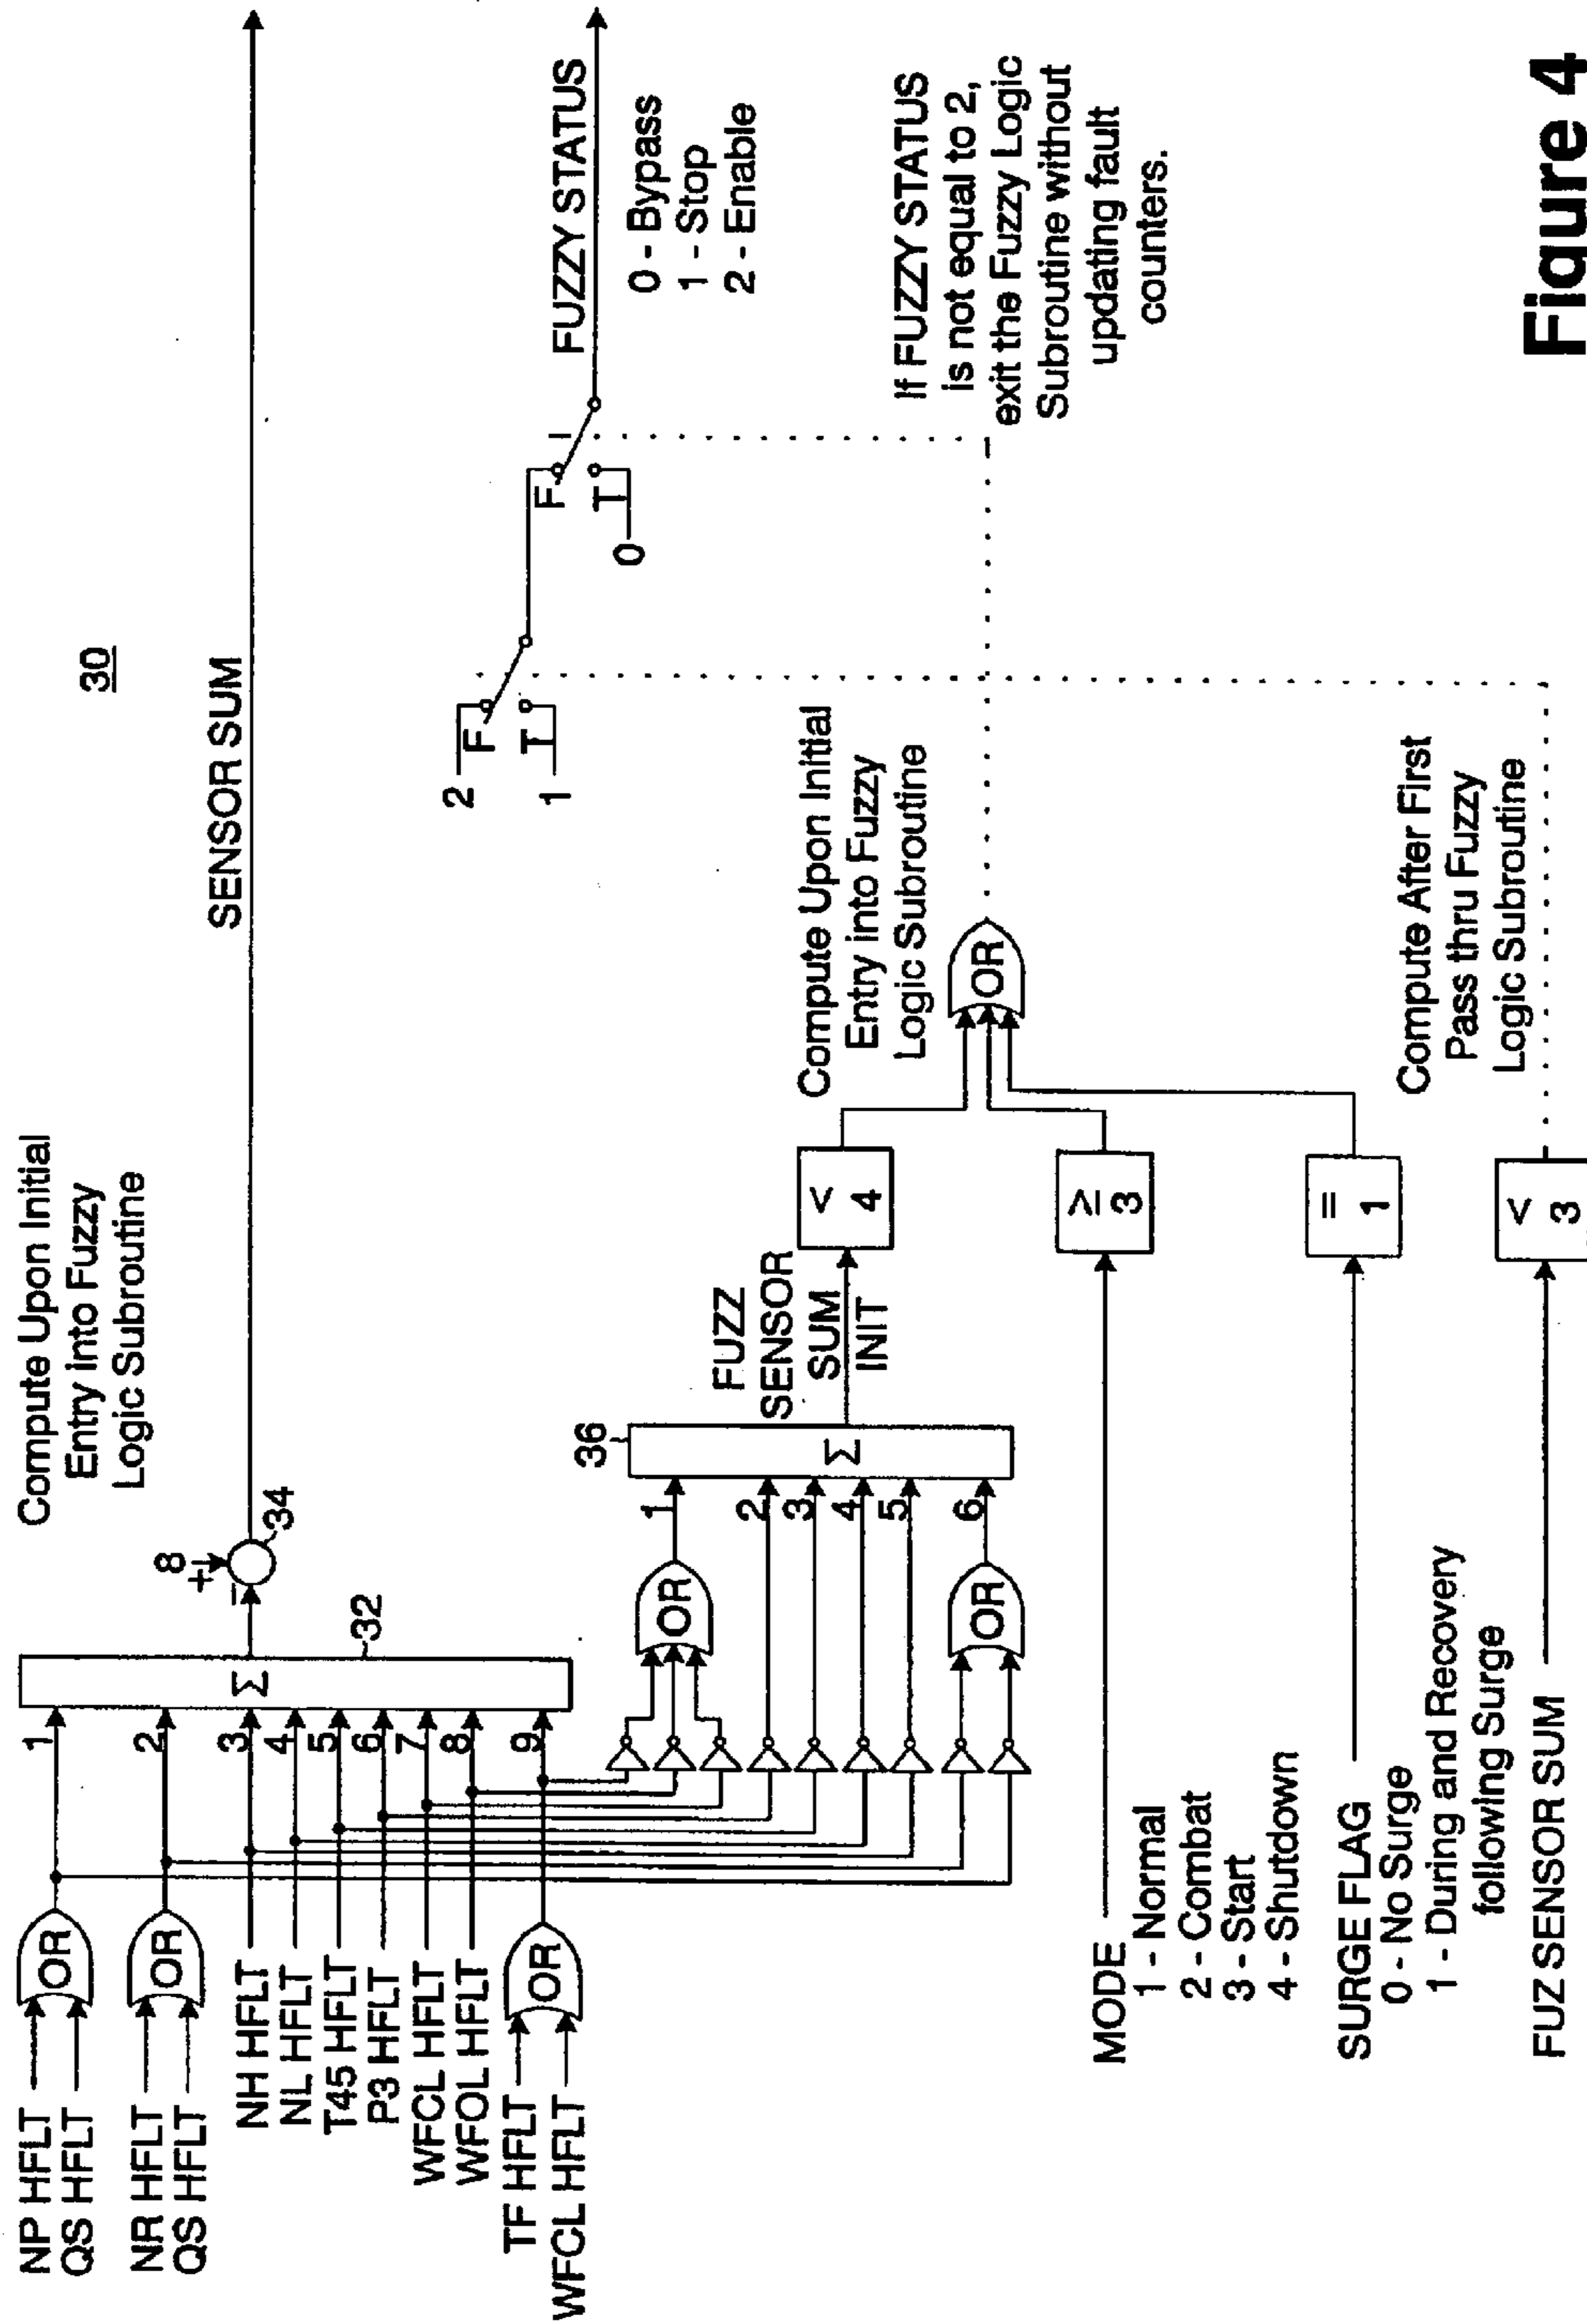 30
Compute Upon Initial
Entry into Fuzzy
Logic Subroutine
NP HFLT
QS HFLT
OR
1
NR HFLT
QS HFLT
OR
2
NH HFLT
3
NL HFLT
4
T45 HFLT
5
P3 HFLT
6
WFCL HFLT
7
WFOL HFLT
8
TF HFLT
WFCL HFLT
OR
9
Σ
32
8
+
−
34
SENSOR SUM
OR
1
2
3
4
5
OR
6
Σ
36
FUZZ
SENSOR
SUM
INIT
<
4
MODE
1 - Normal
2 - Combat
3 - Start
4 - Shutdown
≥
3
SURGE FLAG
0 - No Surge
1 - During and Recovery
following Surge
=
1
FUZ SENSOR SUM
<
3
Compute Upon Initial
Entry into Fuzzy
Logic Subroutine
OR
Compute After First
Pass thru Fuzzy
Logic Subroutine
2
F
T
1
F
T
0
FUZZY STATUS
0 - Bypass
1 - Stop
2 - Enable
If FUZZY STATUS
is not equal to 2,
exit the Fuzzy Logic
Subroutine without
updating fault
counters.
Figure 4